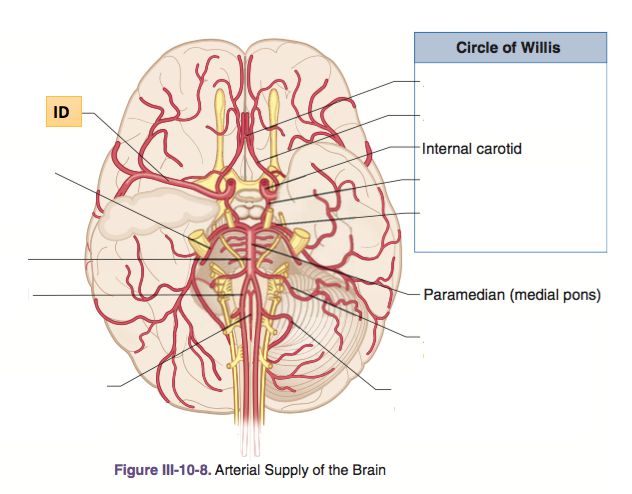 Circle of Willis
ID
Internal carotid
Paramedian (medial pons)
Figure III-10-8. Arterial Supply of the Brain